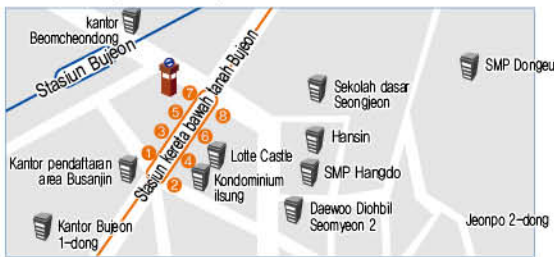 kantor
Beomcheondong
Stasiun Bujeon
SMP Dongeu
Sekolah dasar
Seongjeon
7
5
8
3
6
Hansin
1
Lotte Castle
4
Stasiun kereta bawah tanah Bujeon
Kantor pendaftaran
area Busanjin
SMP Hangdo
2
Kondominium
ilsung
Daewoo Diohbil
Seomyeon 2
Jeonpo 2-dong
Kantor Bujeon
1-dong